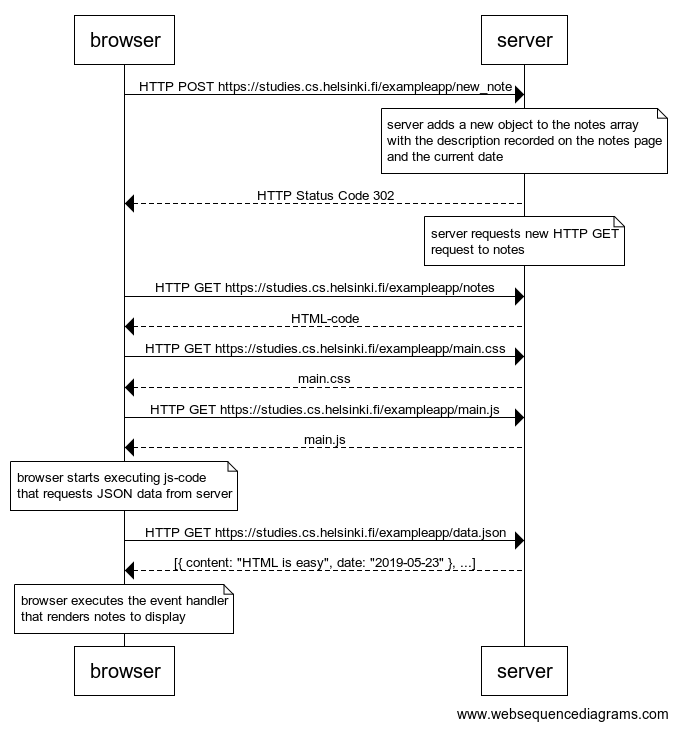 browser
server
HTTP POST https://studies.cs.helsinki.fi/exampleapp/new_note
server adds a new object to the notes array
with the description recorded on the notes page
and the current date
HTTP Status Code 302
server requests new HTTP GET
request to notes
HTTP GET https://studies.cs.helsinki.fi/exampleapp/notes
HTML-code
HTTP GET https://studies.cs.helsinki.fi/exampleapp/main.css
main.css
HTTP GET https://studies.cs.helsinki.fi/exampleapp/main.js
main.js
browser starts executing js-code
that requests JSON data from server
HTTP GET https://studies.cs.helsinki.fi/exampleapp/data.json
[{ content: "HTML is easy", date: "2019-05-23" }, ...]
browser executes the event handler
that renders notes to display
browser
server
www.websequencediagrams.com